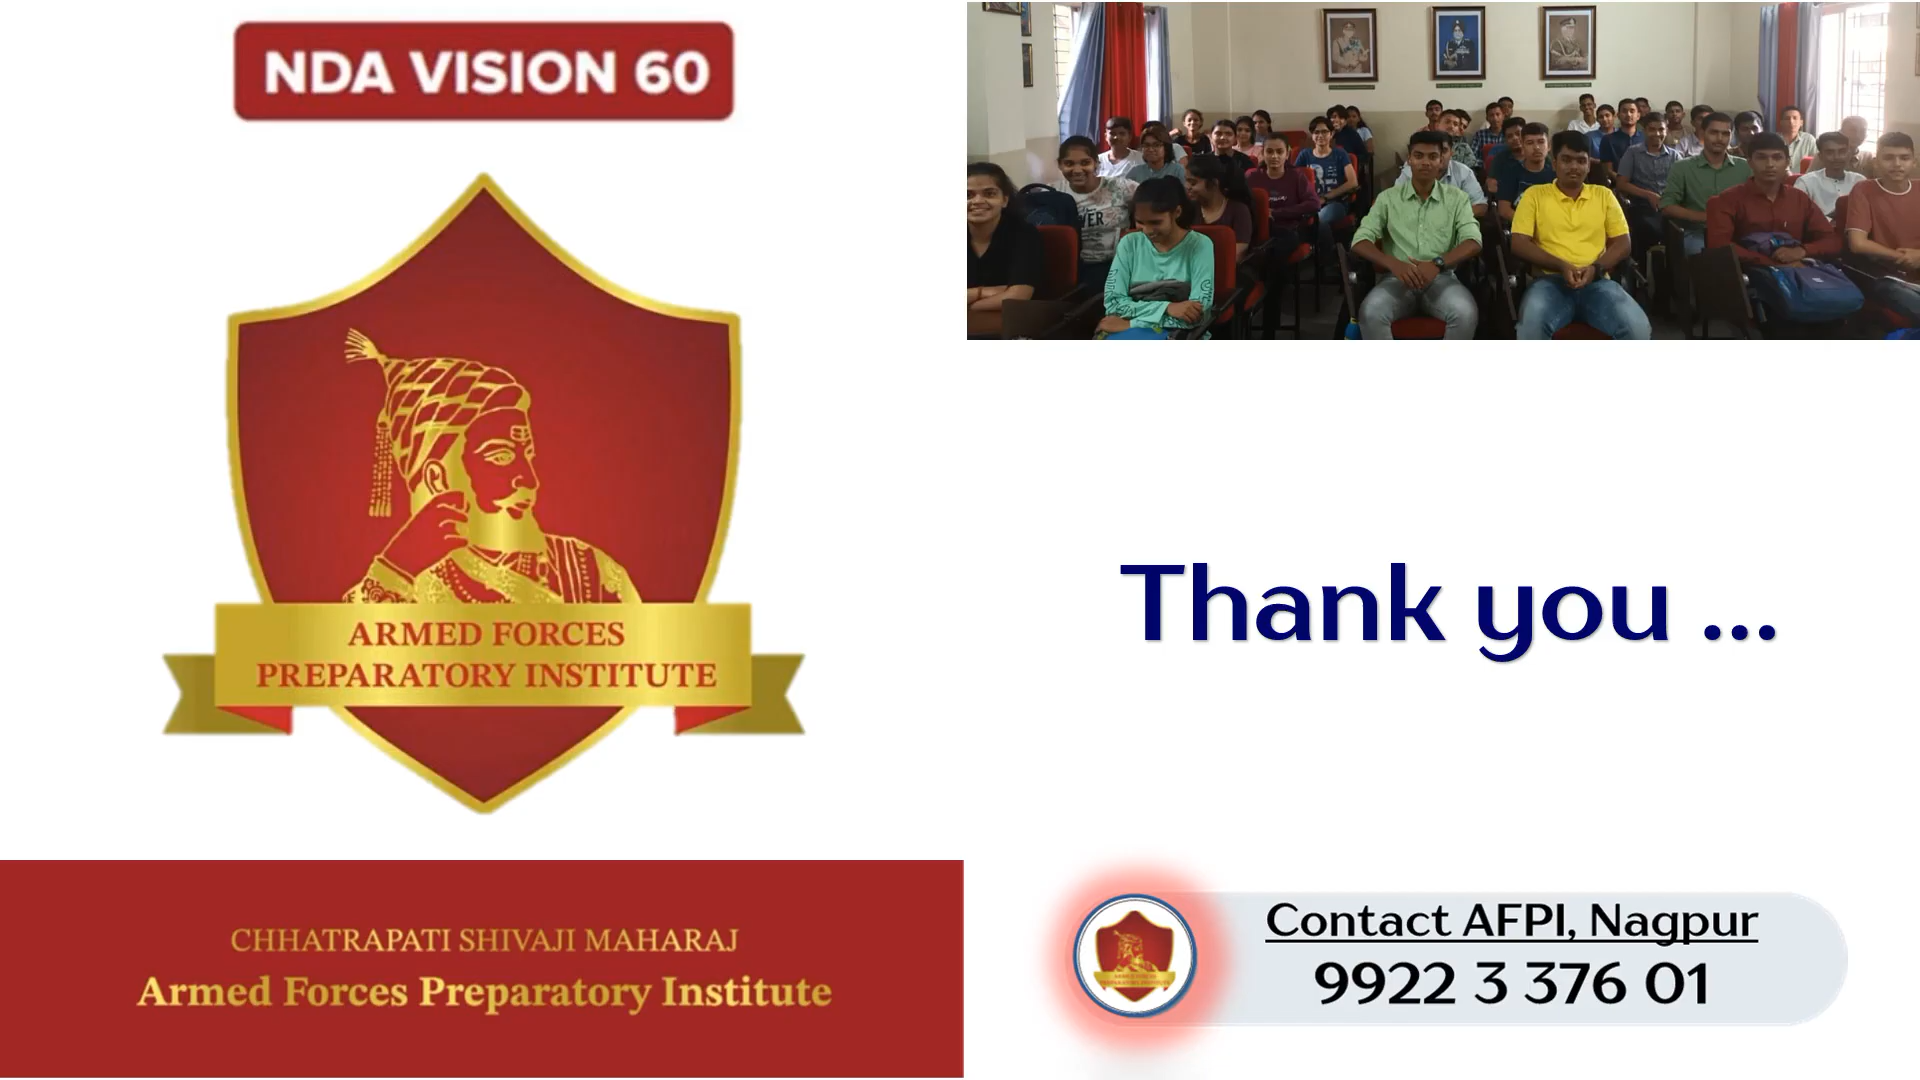 NDA VISION 60
ARMED FORCES
PREPARATORY INSTITUTE
CHHATRAPATI SHIVAJI MAHARAJ
Armed Forces Preparatory Institute
Thank you ...
Contact AFPI, Nagpur
9922 3 376 01